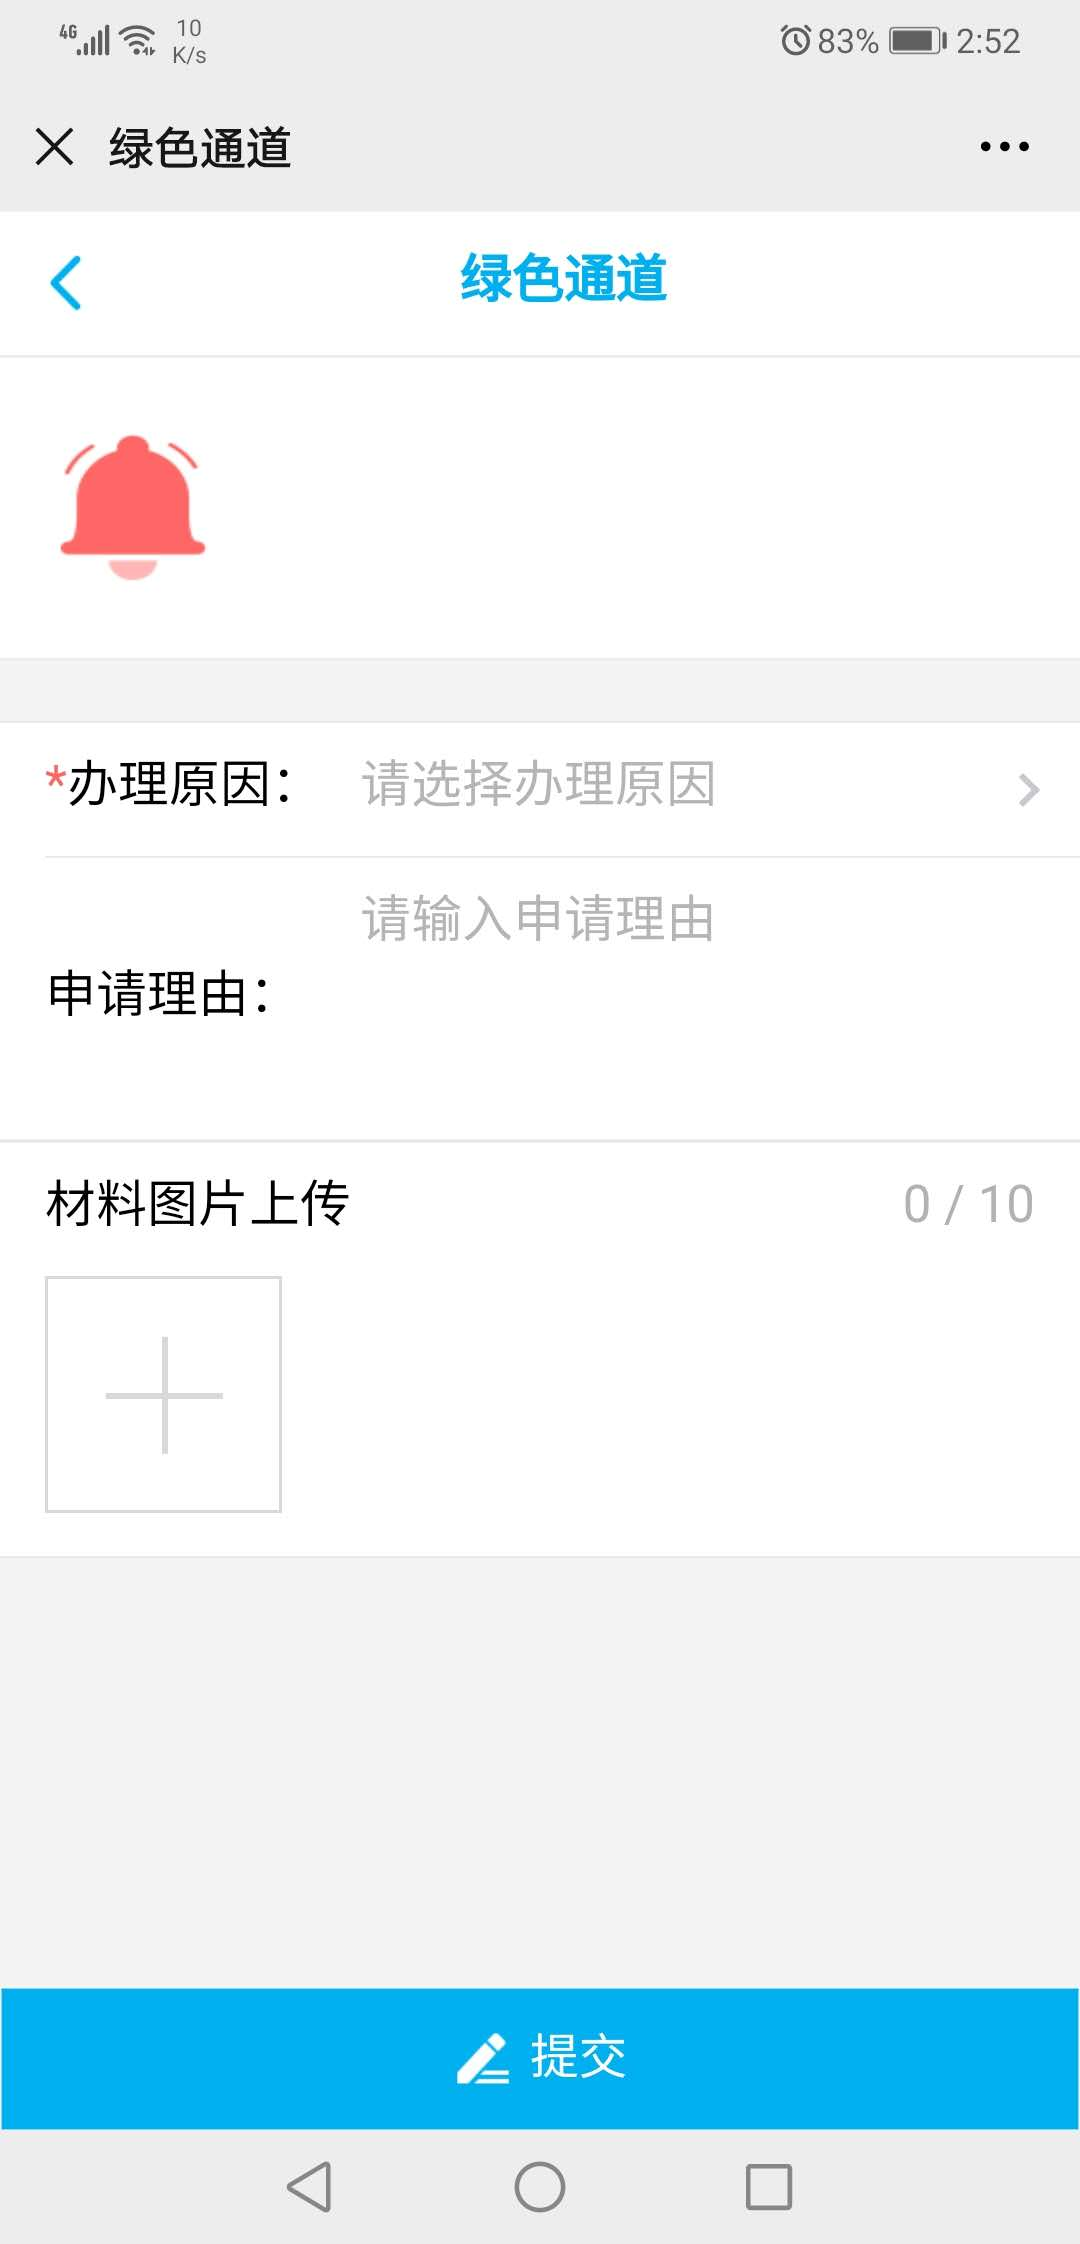 4G 10 K/s 83% 2:52
绿色通道
绿色通道
*办理原因： 请选择办理原因
请输入申请理由
申请理由：
材料图片上传 0 / 10
提交